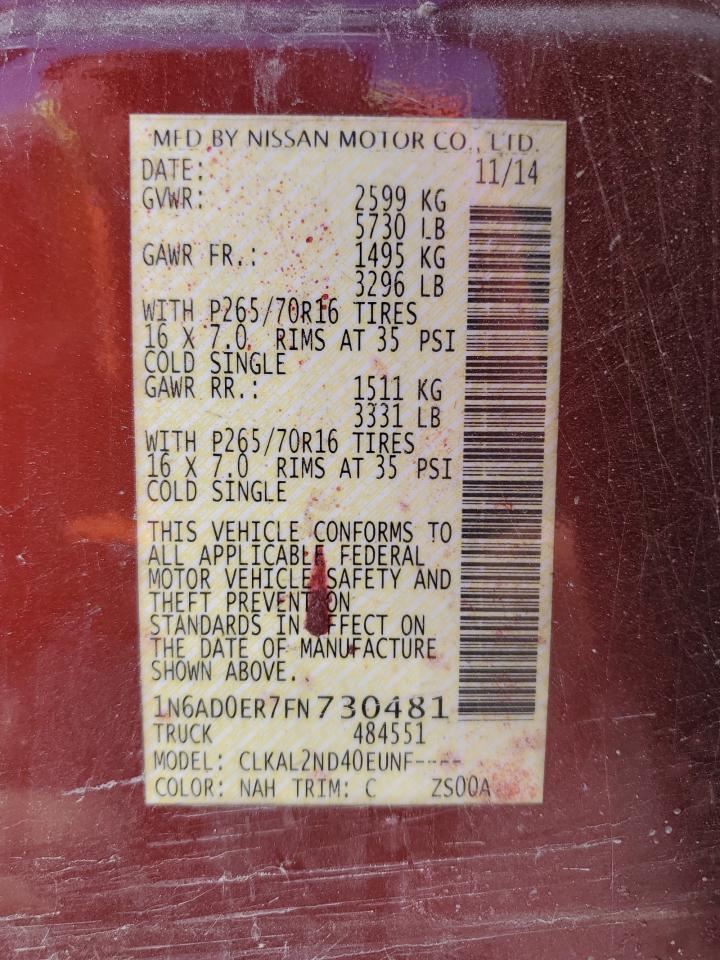 MFD BY NISSAN MOTOR CO., LTD.
DATE: 11/14
GVWR: 2599 KG
5730 LB
GAWR FR.: 1495 KG
3296 LB
WITH P265/70R16 TIRES
16 X 7.0 RIMS AT 35 PSI
COLD SINGLE
GAWR RR.: 1511 KG
3331 LB
WITH P265/70R16 TIRES
16 X 7.0 RIMS AT 35 PSI
COLD SINGLE
THIS VEHICLE CONFORMS TO
ALL APPLICABLE FEDERAL
MOTOR VEHICLE SAFETY AND
THEFT PREVENTION
STANDARDS IN EFFECT ON
THE DATE OF MANUFACTURE
SHOWN ABOVE.
1N6AD0ER7FN730481
TRUCK 484551
MODEL: CLKAL2ND40EUNF----
COLOR: NAH TRIM: C ZS00A